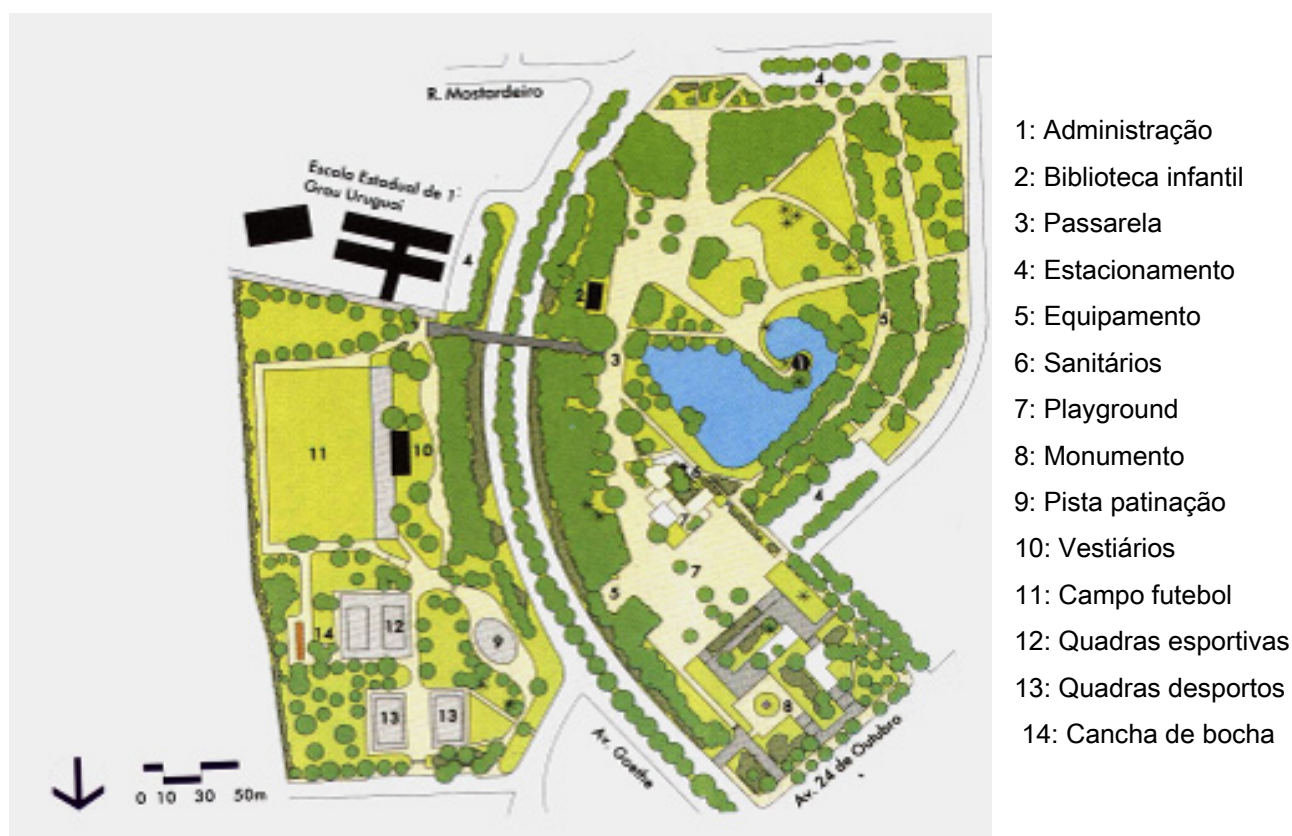 4
R. Mostardeiro
Escola Estadual de 1º
Grau Uruguai
4
2
3
5
11
10
6
4
7
7
5
14
12
9
13
13
8
Av. Goethe
Av. 24 de Outubro
0 10 30 50m
1: Administração
2: Biblioteca infantil
3: Passarela
4: Estacionamento
5: Equipamento
6: Sanitários
7: Playground
8: Monumento
9: Pista patinação
10: Vestiários
11: Campo futebol
12: Quadras esportivas
13: Quadras desportos
14: Cancha de bocha